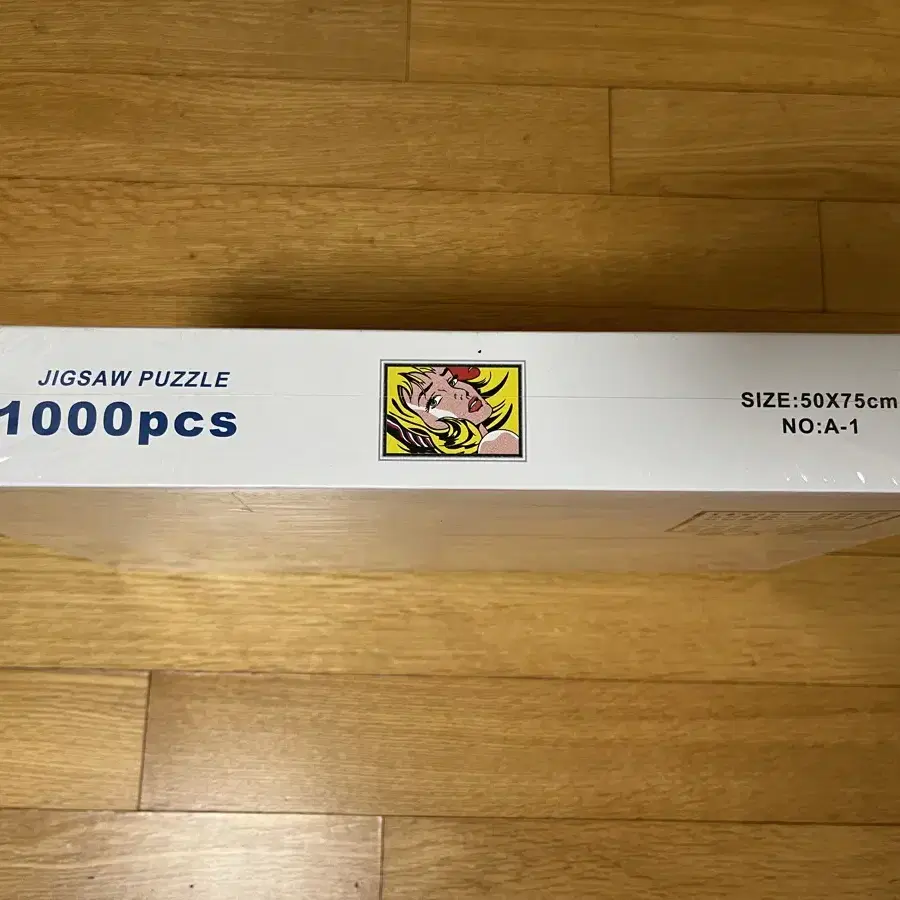 JIGSAW PUZZLE
1000pcs
SIZE:50X75cm
NO:A-1